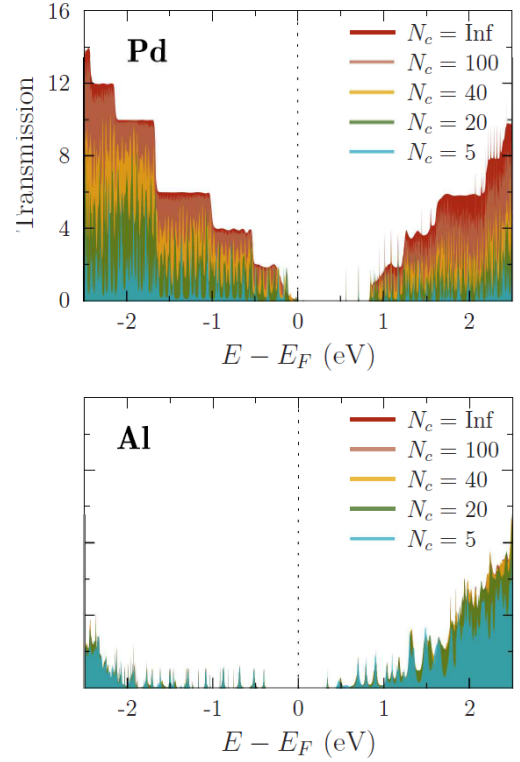 16
Pd
N_c = Inf
12
N_c = 100
N_c = 40
Transmission
8
N_c = 20
N_c = 5
4
0
-2 -1 0 1 2
E − E_F (eV)
Al
N_c = Inf
N_c = 100
N_c = 40
N_c = 20
N_c = 5
-2 -1 0 1 2
E − E_F (eV)